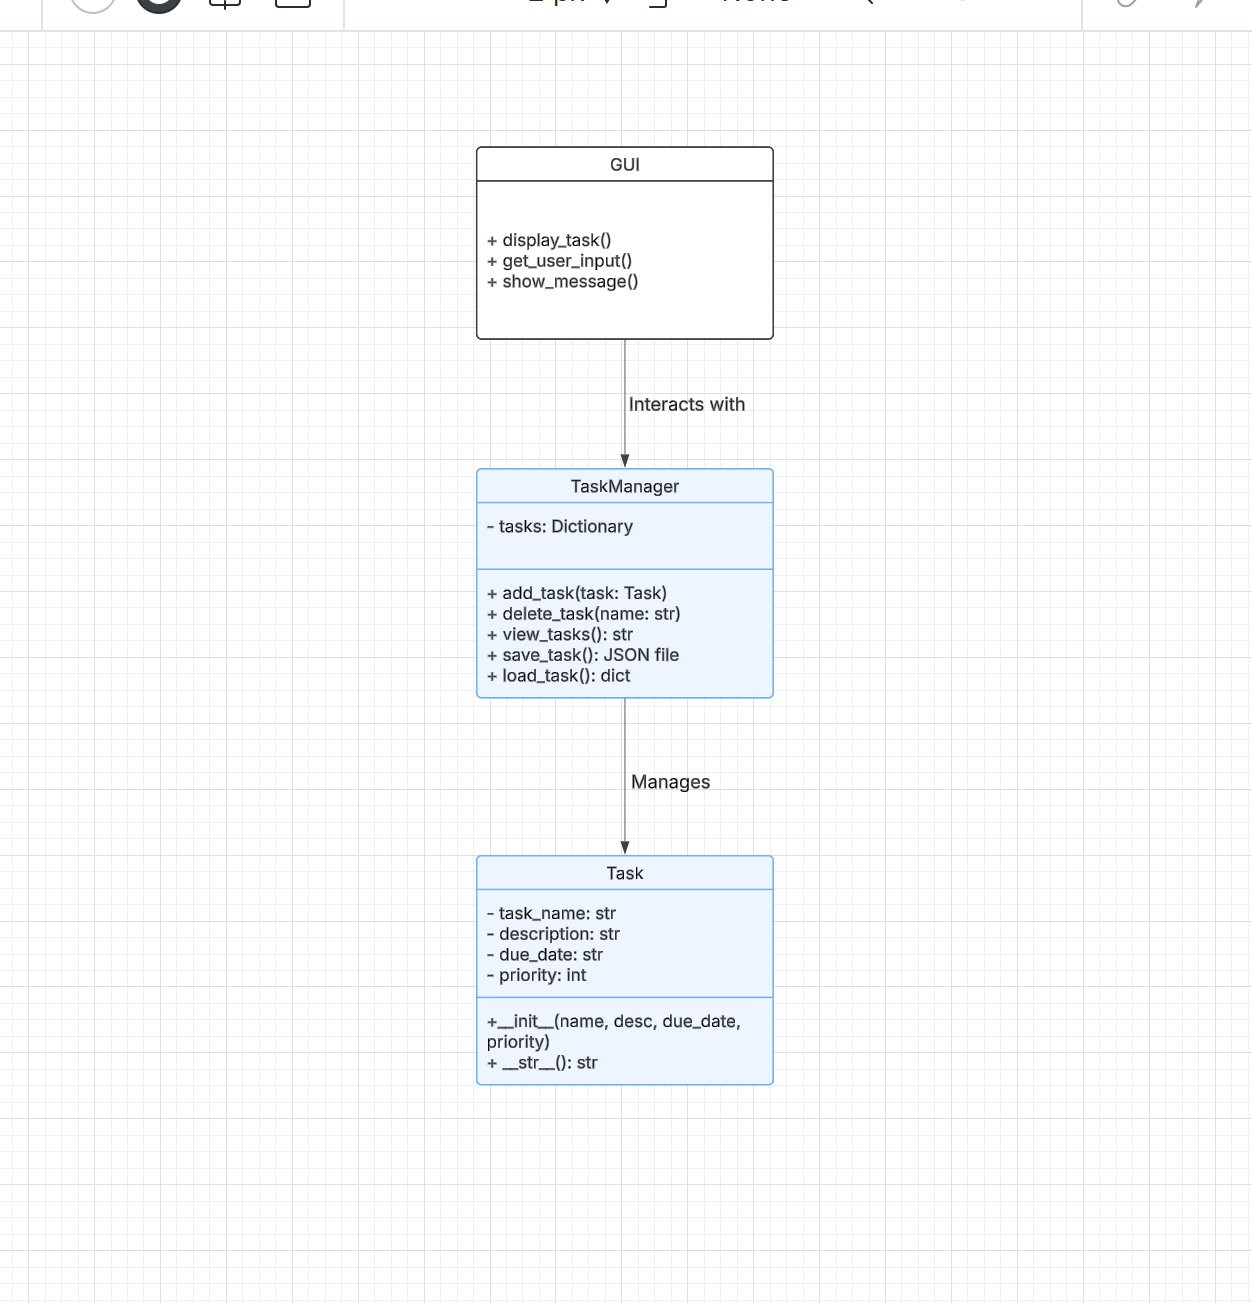 GUI
+ display_task()
+ get_user_input()
+ show_message()
Interacts with
TaskManager
- tasks: Dictionary
+ add_task(task: Task)
+ delete_task(name: str)
+ view_tasks(): str
+ save_task(): JSON file
+ load_task(): dict
Manages
Task
- task_name: str
- description: str
- due_date: str
- priority: int
+__init__(name, desc, due_date,
priority)
+ __str__(): str